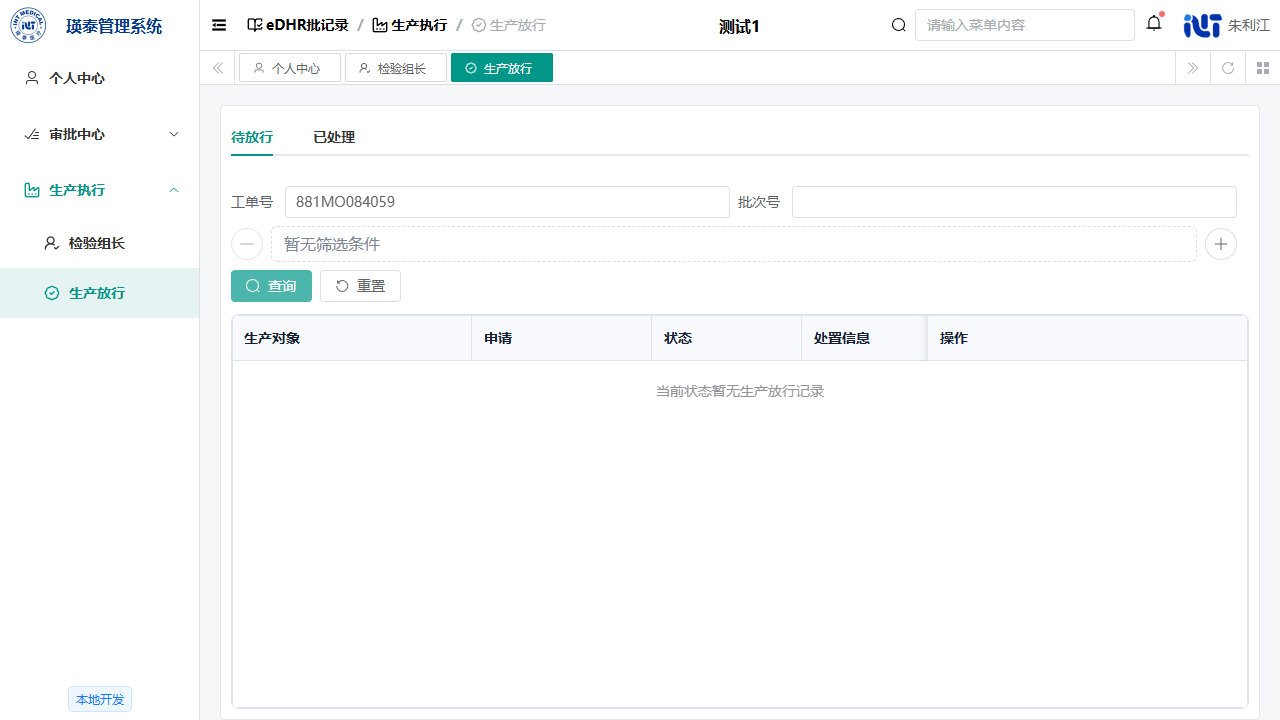 瑛泰管理系统
eDHR批记录 / 生产执行 / 生产放行
测试1
请输入菜单内容
朱利江
个人中心
检验组长
生产放行
个人中心
审批中心
生产执行
检验组长
生产放行
本地开发
待放行
已处理
工单号 881MO084059 批次号
暂无筛选条件
查询 重置
生产对象 申请 状态 处置信息 操作
当前状态暂无生产放行记录